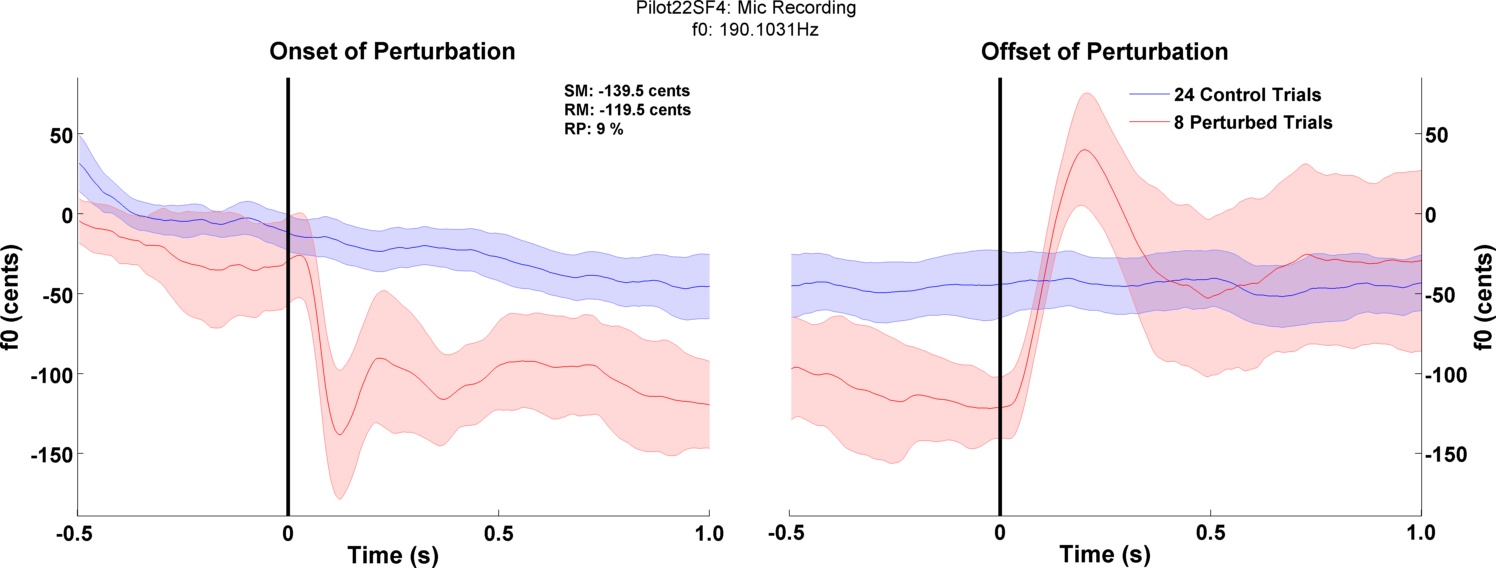 Pilot22SF4: Mic Recording
f0: 190.1031Hz
Onset of Perturbation
SM: -139.5 cents
RM: -119.5 cents
RP: 9 %
50
0
-50
-100
-150
f0 (cents)
-0.5 0 0.5 1.0
Time (s)
Offset of Perturbation
24 Control Trials
8 Perturbed Trials
50
0
-50
-100
-150
f0 (cents)
-0.5 0 0.5 1.0
Time (s)